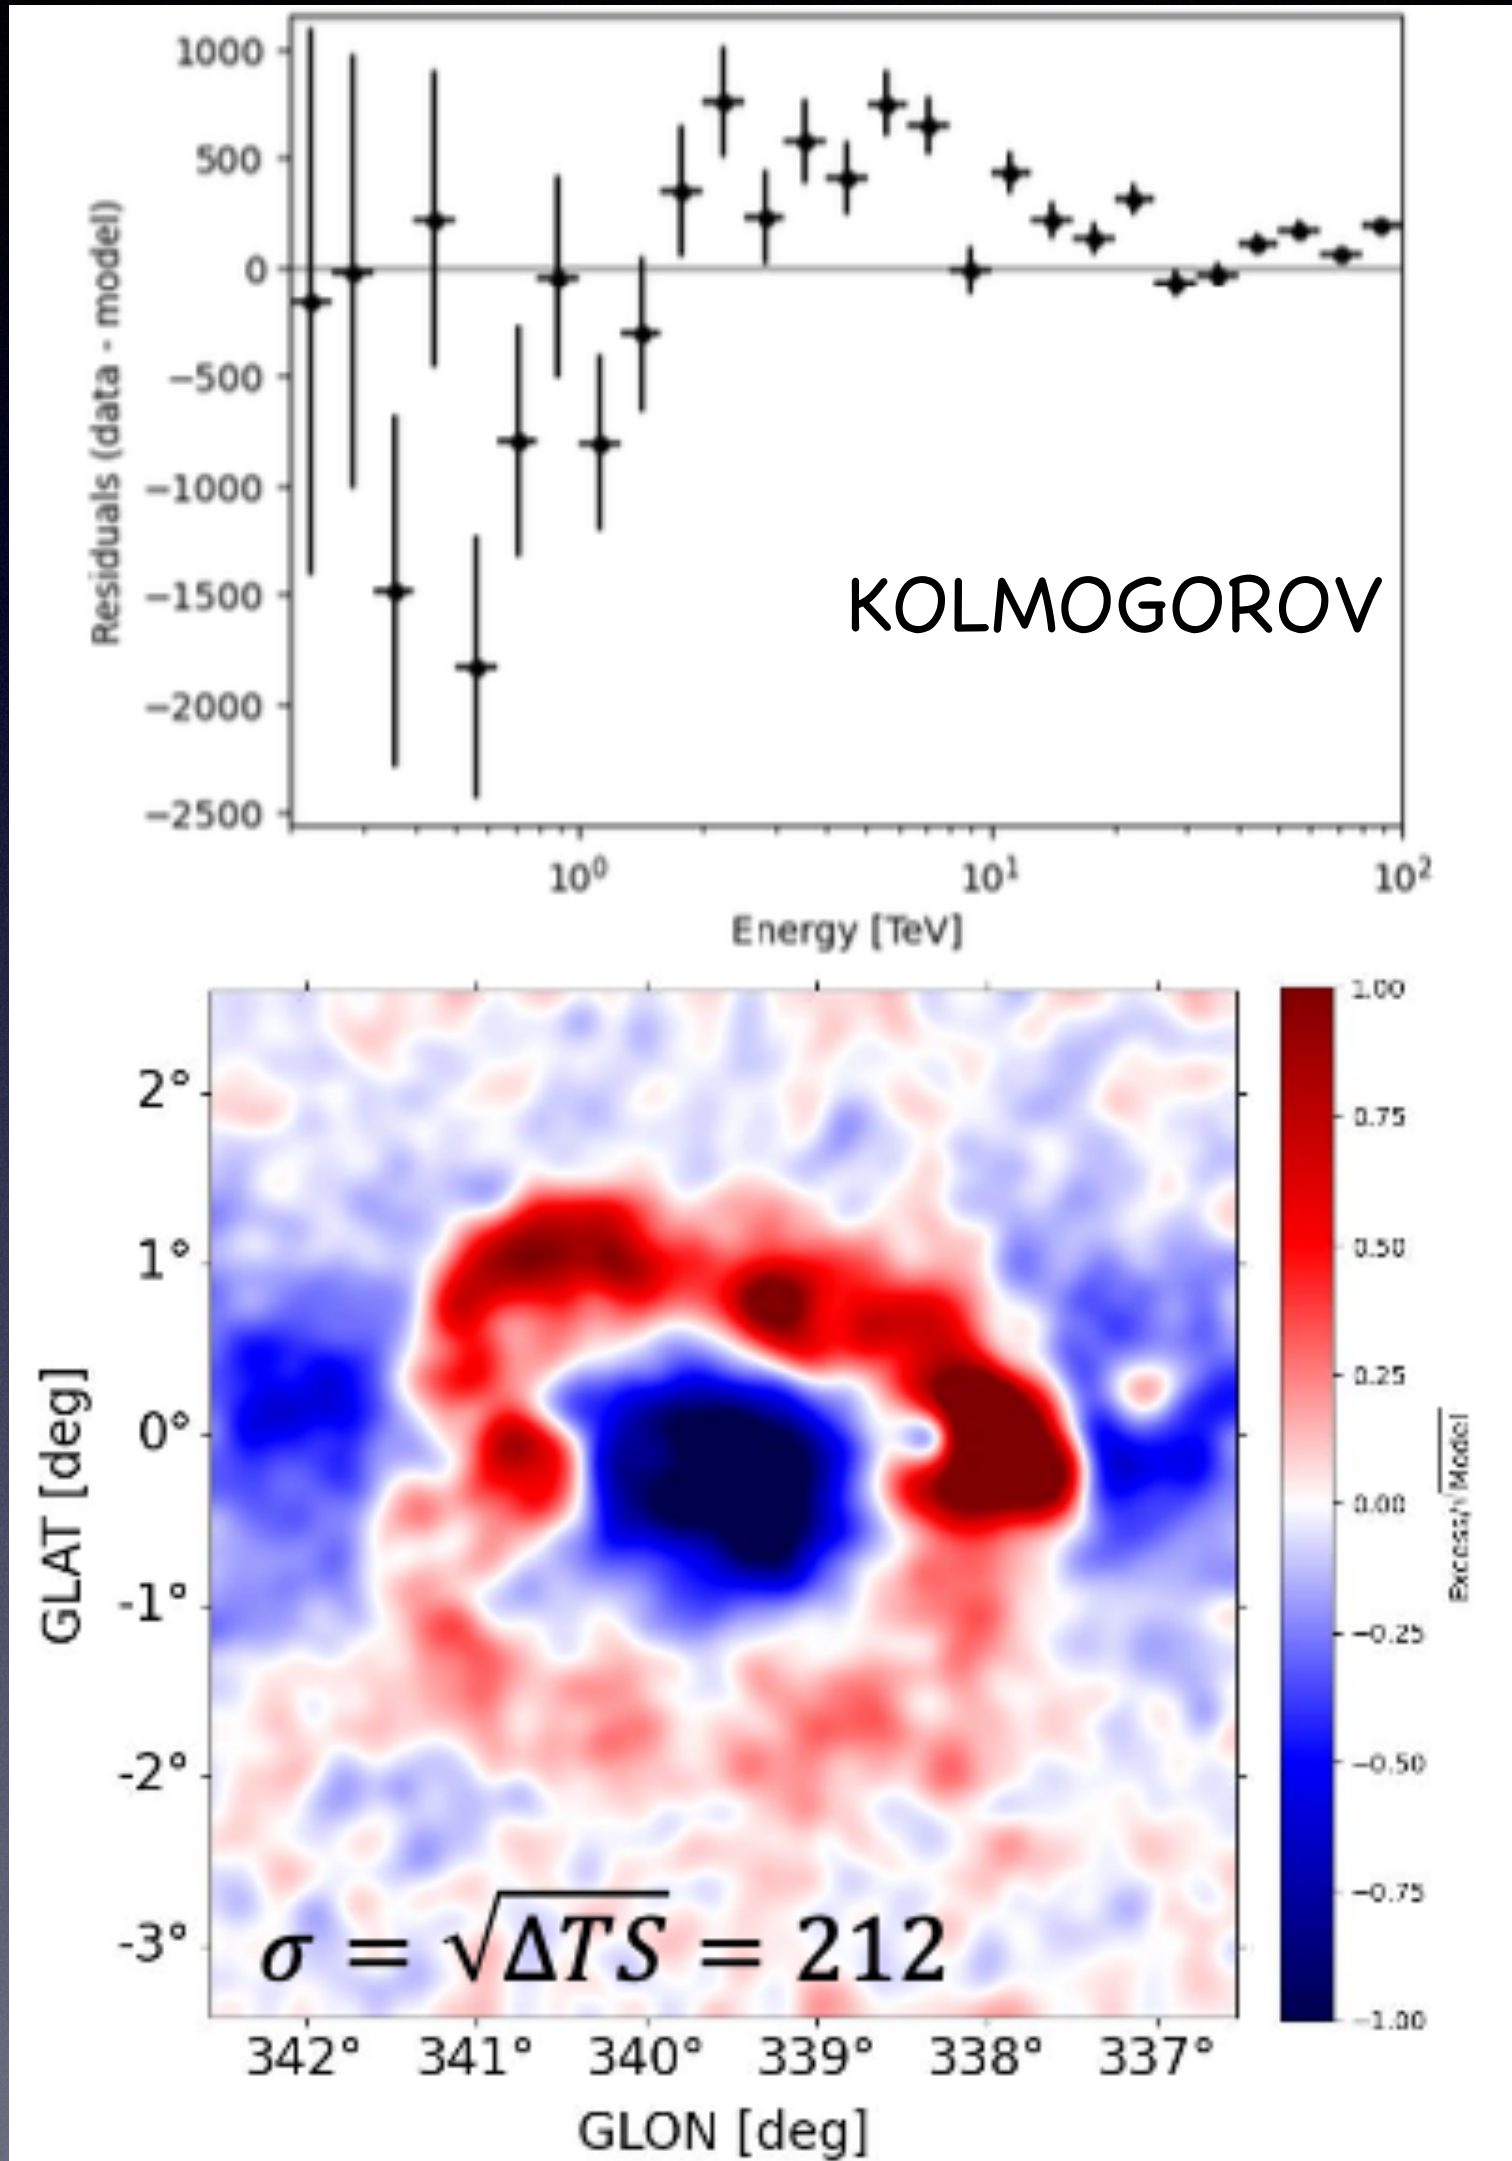 1000
500
0
−500
−1000
−1500
−2000
−2500
Residuals (data - model)
KOLMOGOROV
10⁰ 10¹ 10²
Energy [TeV]
2°
1°
0°
-1°
-2°
-3°
GLAT [deg]
σ = √ΔTS = 212
342° 341° 340° 339° 338° 337°
GLON [deg]
1.00
0.75
0.50
0.25
0.00
−0.25
−0.50
−0.75
−1.00
Excess/√Model